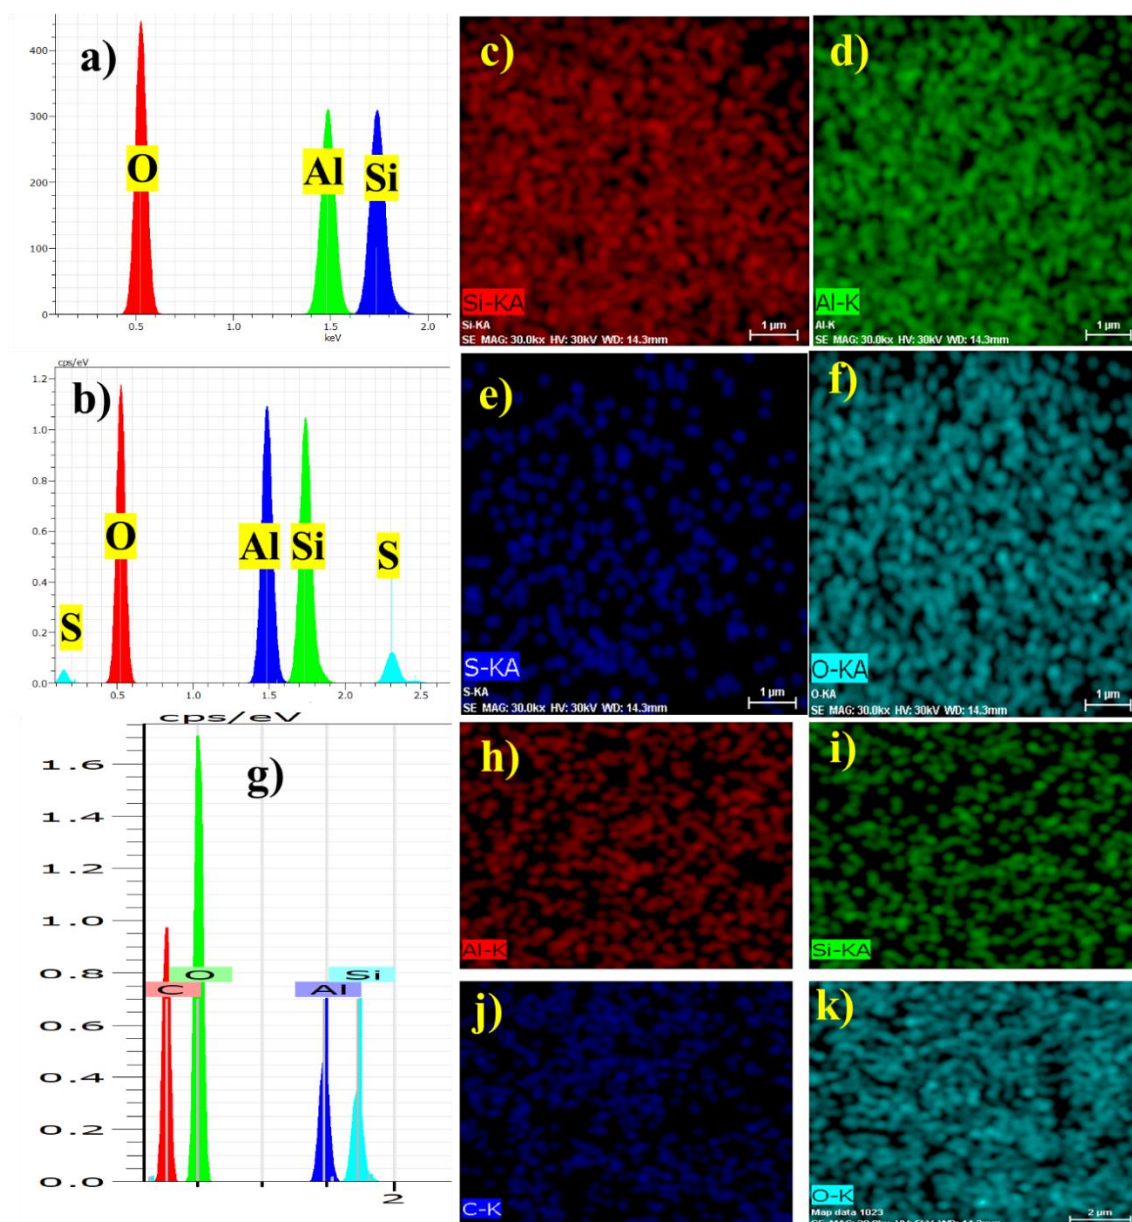 a)
400
300
200
100
0
O
Al
Si
0.5
1.0
1.5
2.0
keV
c)
Si-KA
Si-KA
SE MAG: 30.0kx HV: 30kV WD: 14.3mm
1 µm
d)
Al-K
Al-K
SE MAG: 30.0kx HV: 30kV WD: 14.3mm
1 µm
cps/eV
b)
1.2
1.0
0.8
0.6
0.4
0.2
0.0
S
O
Al
Si
S
0.5
1.0
1.5
2.0
2.5
e)
S-KA
S-KA
SE MAG: 30.0kx HV: 30kV WD: 14.3mm
1 µm
f)
O-KA
O-KA
SE MAG: 30.0kx HV: 30kV WD: 14.3mm
1 µm
cps/eV
g)
1.6
1.4
1.2
1.0
0.8
0.6
0.4
0.2
0.0
C
O
Al
Si
2
h)
Al-K
i)
Si-KA
j)
C-K
k)
O-K
Map data 1023
2 µm